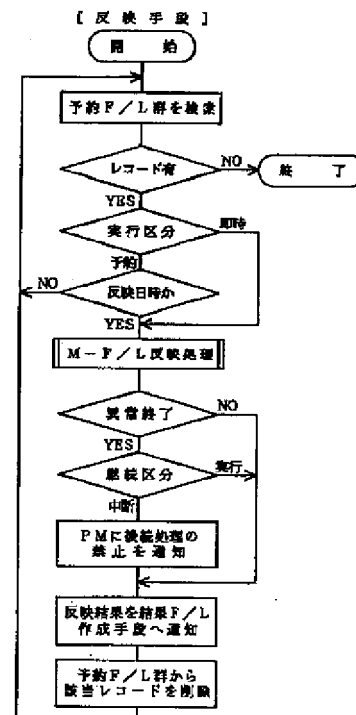 [ 反 映 手 段 ]
開 始
予約F/L群を検索
レコード有
NO
終 了
YES
実行区分
即時
予約
NO
反映日時か
YES
M-F/L反映処理
異常終了
NO
YES
継続区分
実行
中断
PMに後続処理の
禁止を通知
反映結果を結果F/L
作成手段へ通知
予約F/L群から
該当レコードを削除